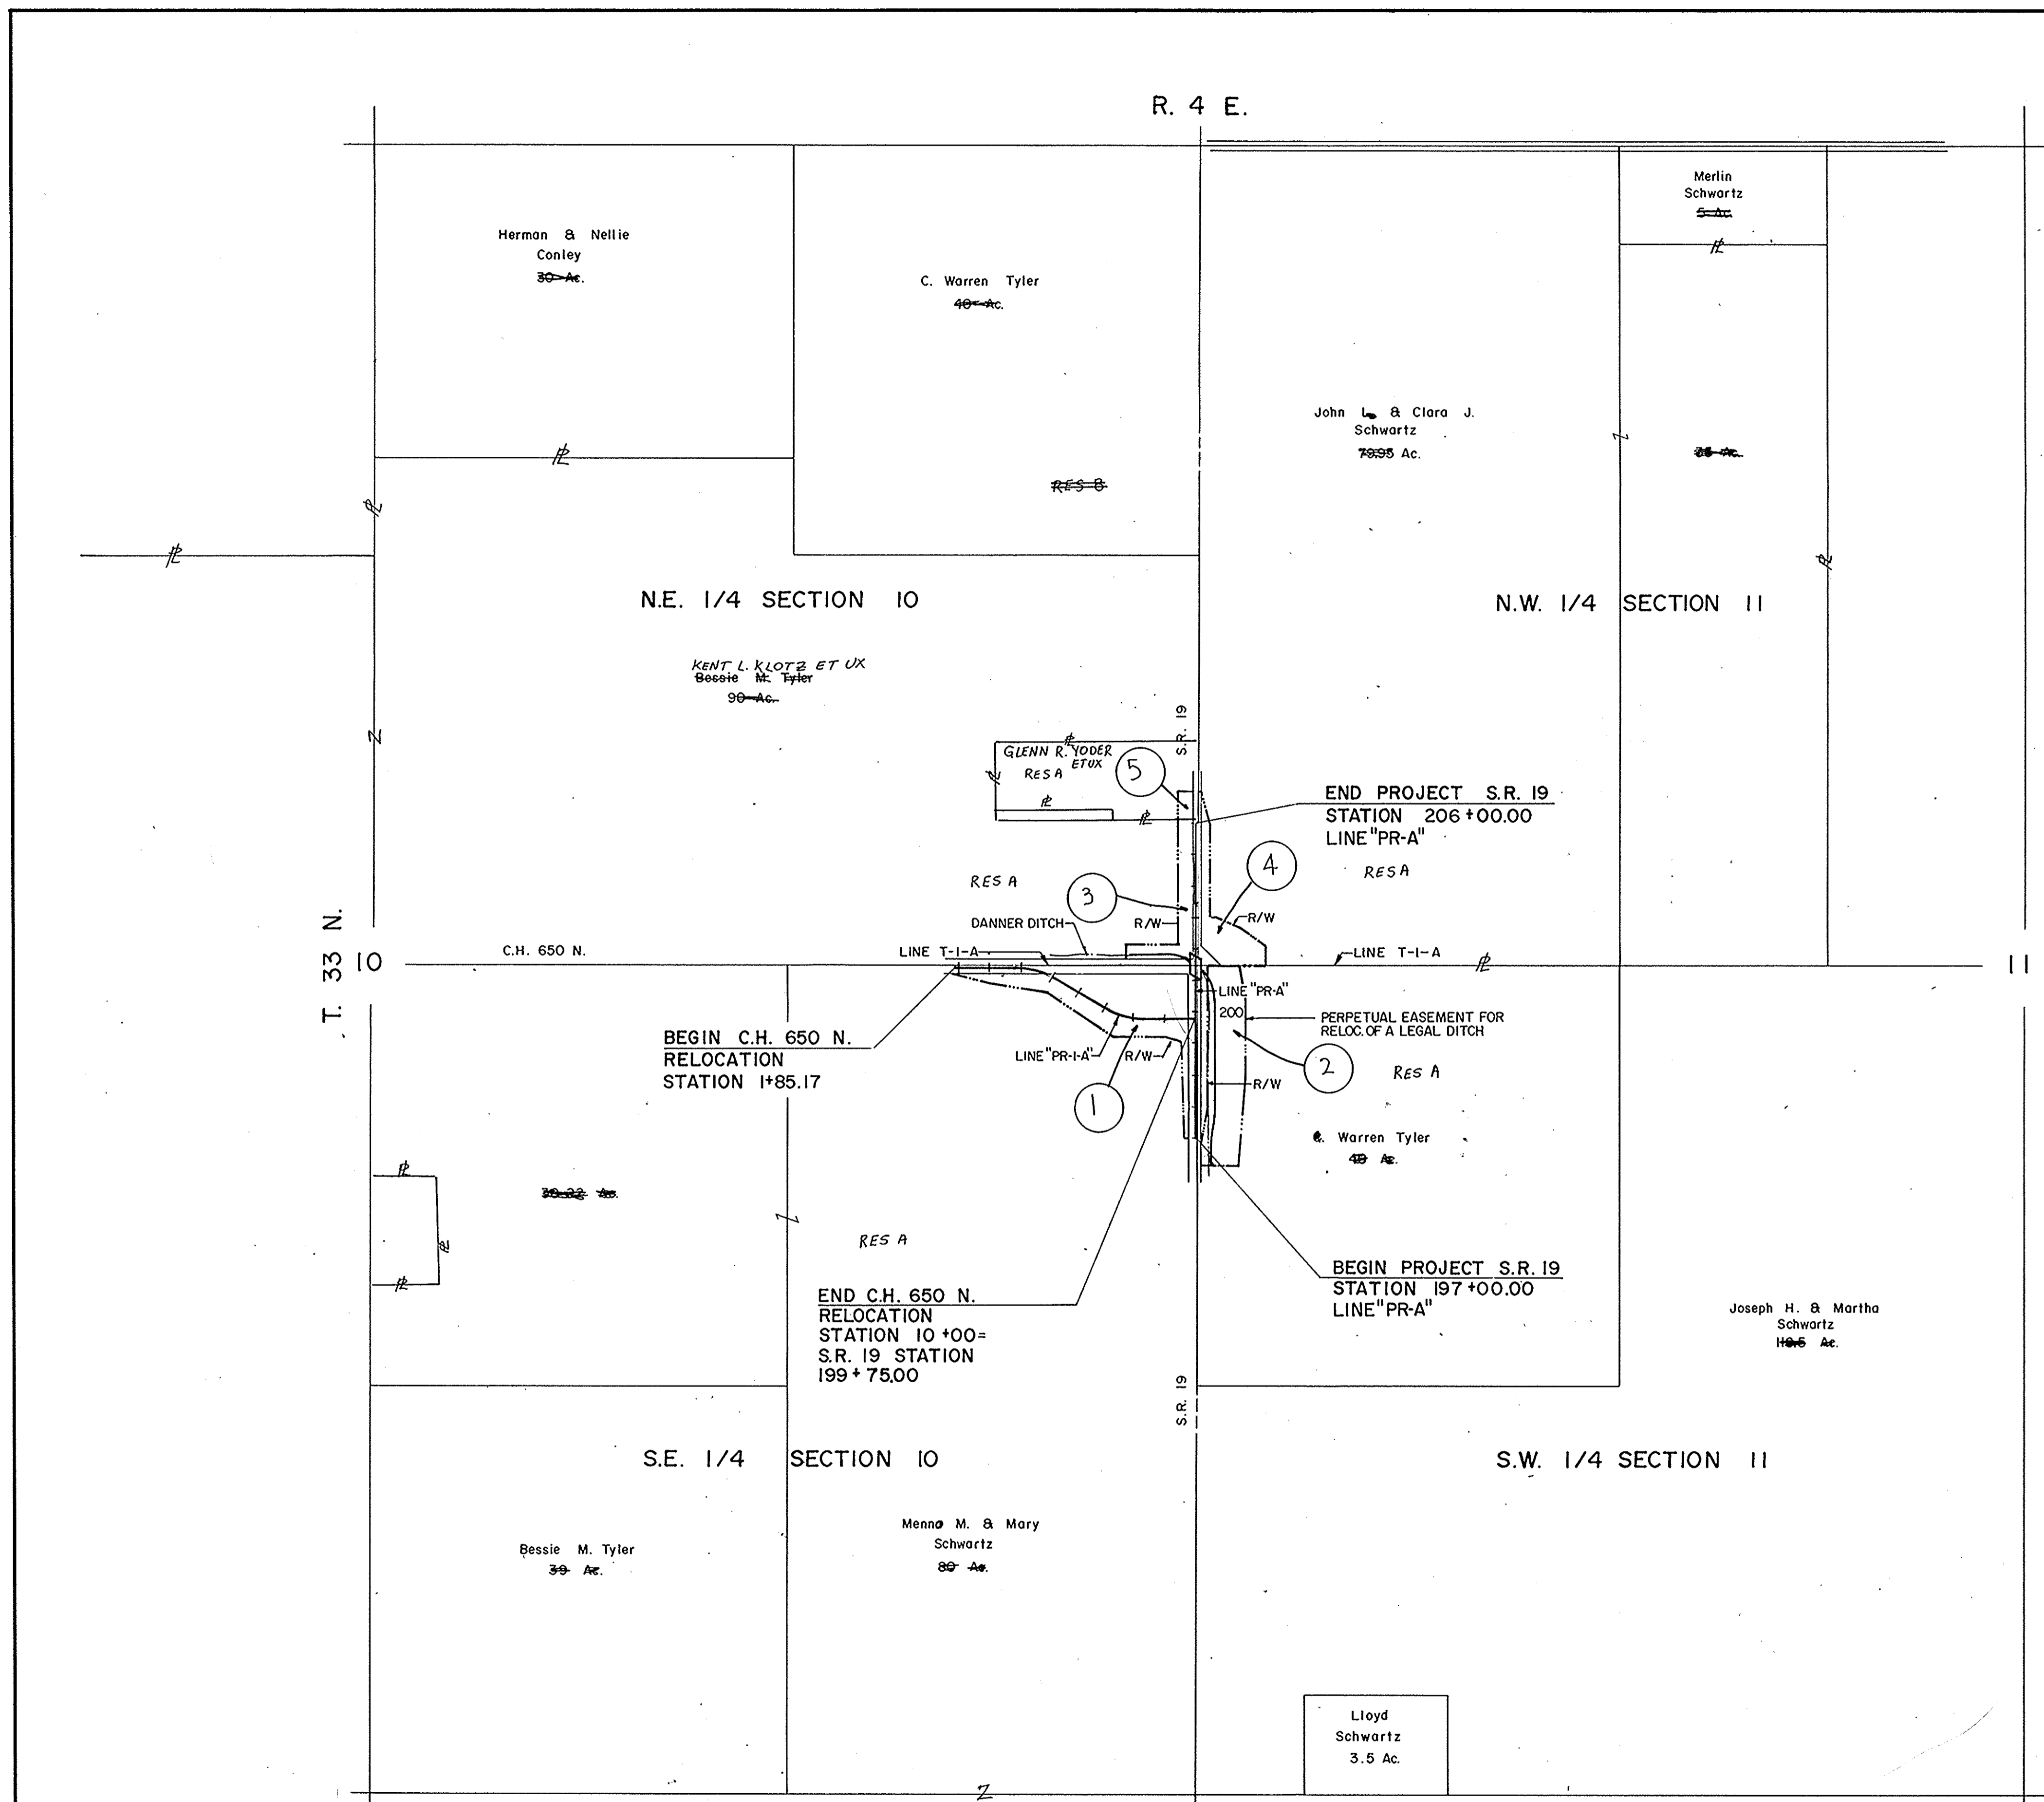 R. 4 E.
Merlin
Schwartz
5 Ac.
Herman & Nellie
Conley
30 Ac.
C. Warren Tyler
40 Ac.
John L. & Clara J.
Schwartz
79.95 Ac.
RES B
N.E. 1/4 SECTION 10
N.W. 1/4 SECTION 11
KENT L. KLOTZ ET UX
Bessie M. Tyler
90 Ac.
S.R. 19
GLENN R. YODER
ETUX
RES A
5
END PROJECT S.R. 19
STATION 206+00.00
LINE "PR-A"
RES A
4
RES A
3
R/W
R/W
DANNER DITCH
T. 33 N.
10
C.H. 650 N.
LINE T-1-A
LINE T-1-A
11
LINE "PR-A"
200
PERPETUAL EASEMENT FOR
RELOC. OF A LEGAL DITCH
BEGIN C.H. 650 N.
RELOCATION
STATION 1+85.17
LINE "PR-1-A"
R/W
2
RES A
R/W
1
Warren Tyler
Ac.
Ac.
RES A
BEGIN PROJECT S.R. 19
STATION 197+00.00
LINE "PR-A"
END C.H. 650 N.
RELOCATION
STATION 10+00=
S.R. 19 STATION
199+75.00
Joseph H. & Martha
Schwartz
Ac.
S.R. 19
S.E. 1/4 SECTION 10
S.W. 1/4 SECTION 11
Menno M. & Mary
Schwartz
80 Ac.
Bessie M. Tyler
39 Ac.
Lloyd
Schwartz
3.5 Ac.